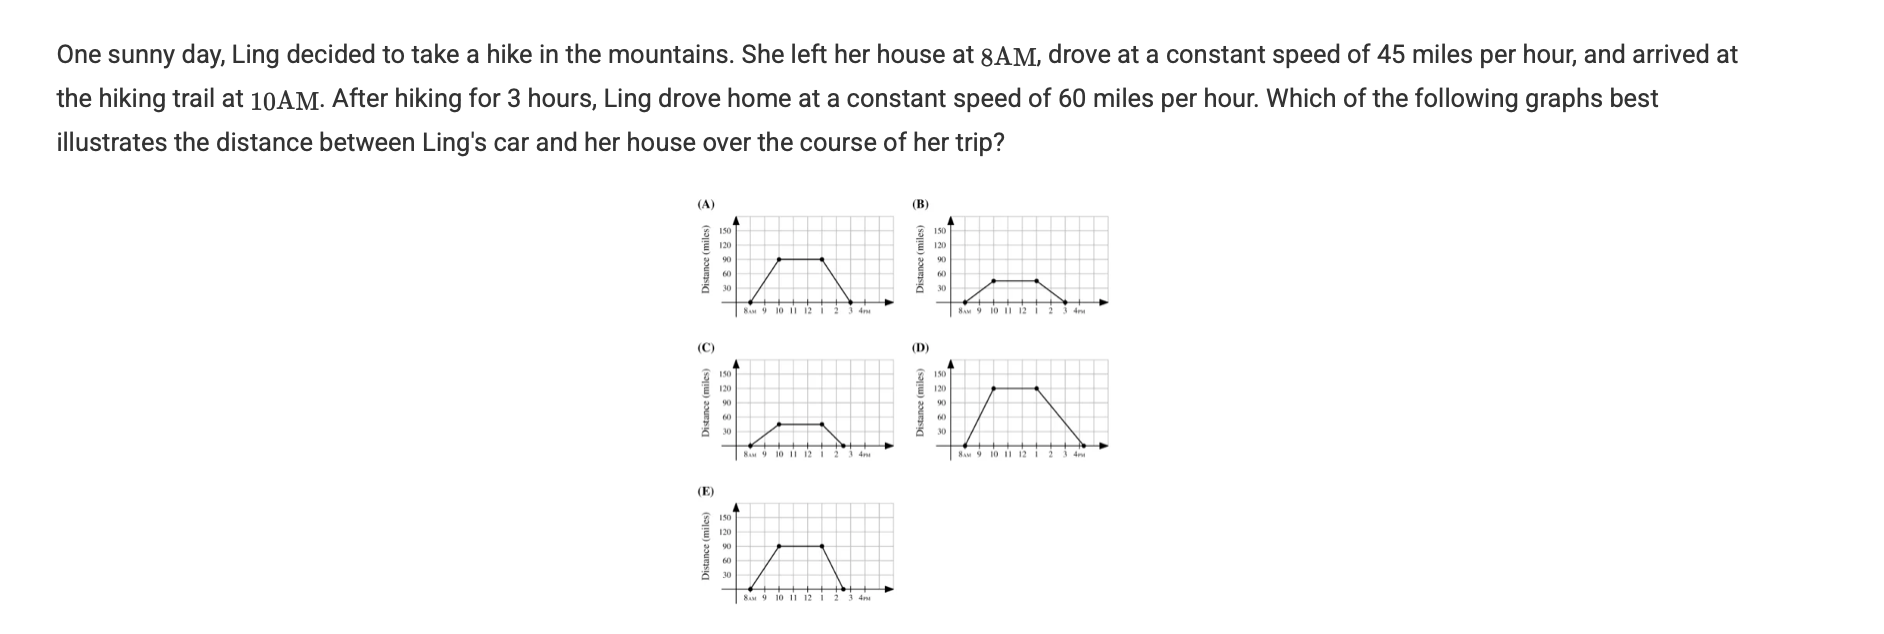 One sunny day, Ling decided to take a hike in the mountains. She left her house at 8AM, drove at a constant speed of 45 miles per hour, and arrived at
the hiking trail at 10AM. After hiking for 3 hours, Ling drove home at a constant speed of 60 miles per hour. Which of the following graphs best
illustrates the distance between Ling's car and her house over the course of her trip?
(A) (B)
Distance (miles)
150
120
90
60
30
8AM 9 10 11 12 1 2 3 4PM
Distance (miles)
150
120
90
60
30
8AM 9 10 11 12 1 2 3 4PM
(C) (D)
Distance (miles)
150
120
90
60
30
8AM 9 10 11 12 1 2 3 4PM
Distance (miles)
150
120
90
60
30
8AM 9 10 11 12 1 2 3 4PM
(E)
Distance (miles)
150
120
90
60
30
8AM 9 10 11 12 1 2 3 4PM